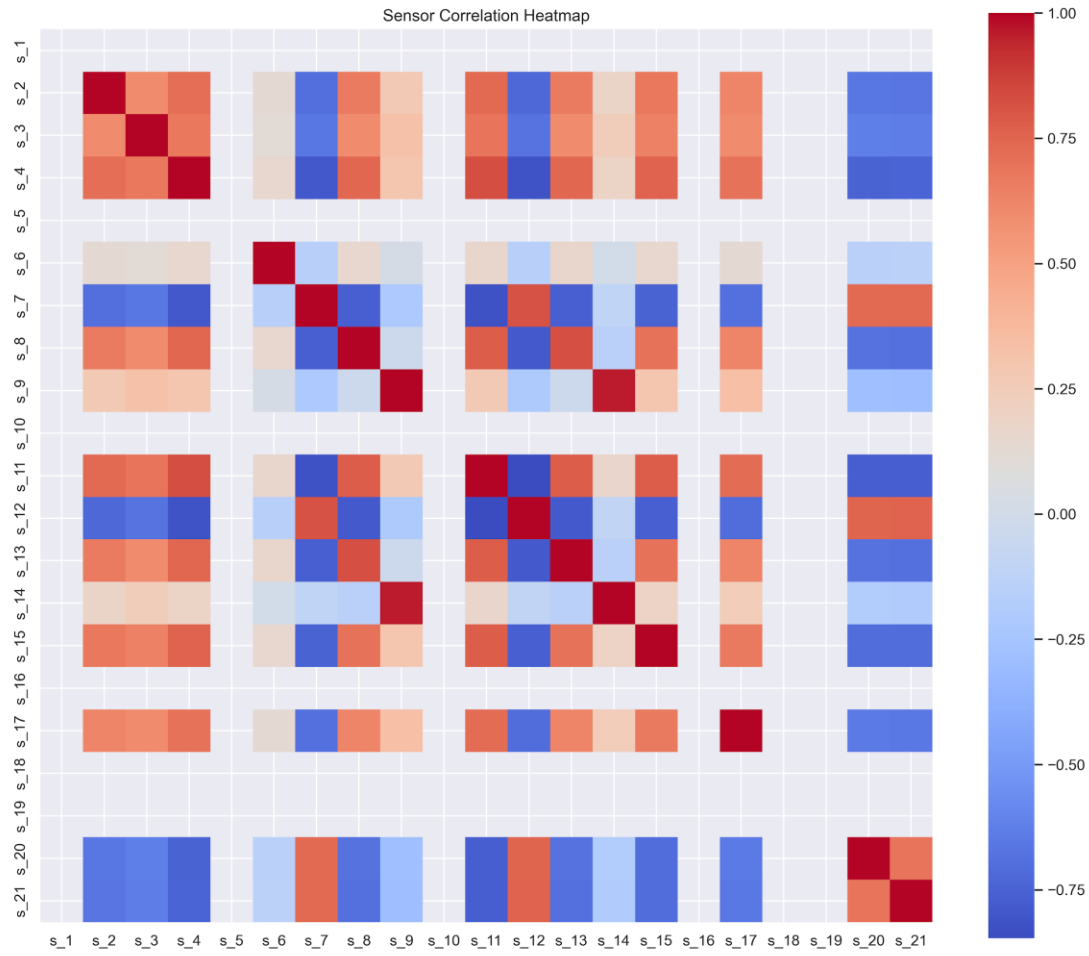 Sensor Correlation Heatmap
s_1
s_2
s_3
s_4
s_5
s_6
s_7
s_8
s_9
s_10
s_11
s_12
s_13
s_14
s_15
s_16
s_17
s_18
s_19
s_20
s_21
s_1 s_2 s_3 s_4 s_5 s_6 s_7 s_8 s_9 s_10 s_11 s_12 s_13 s_14 s_15 s_16 s_17 s_18 s_19 s_20 s_21
1.00
0.75
0.50
0.25
0.00
−0.25
−0.50
−0.75